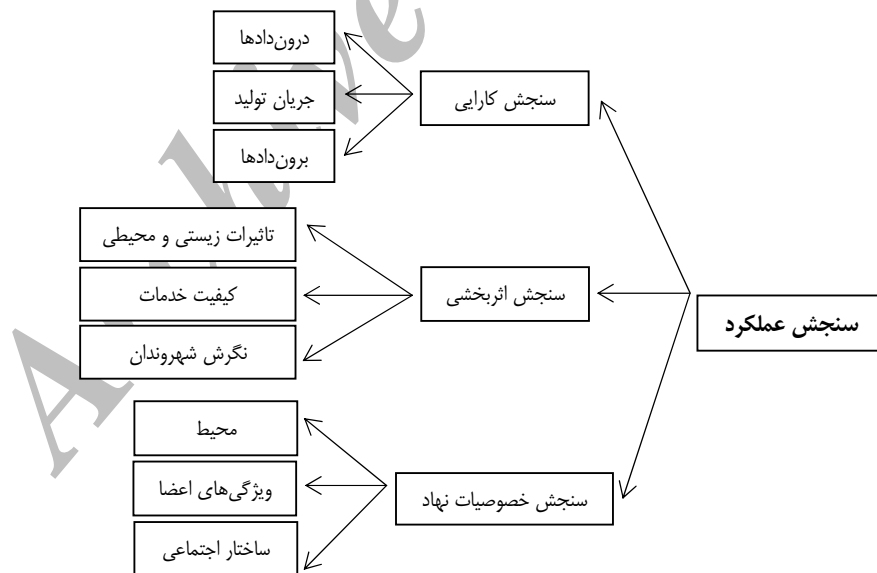 سنجش عملکرد
سنجش کارایی
درون‌دادها
جریان تولید
برون‌دادها
سنجش اثربخشی
تاثیرات زیستی و محیطی
کیفیت خدمات
نگرش شهروندان
سنجش خصوصیات نهاد
محیط
ویژگی‌های اعضا
ساختار اجتماعی